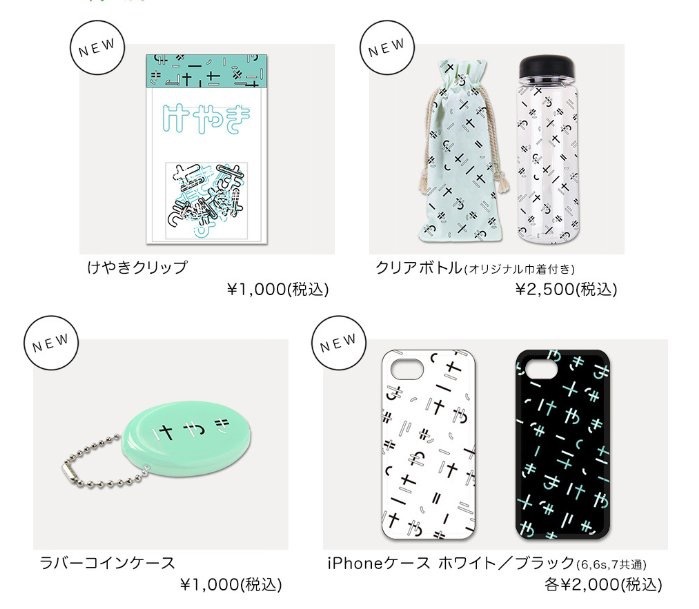 NEW
NEW
けやき
けやき
けやきクリップ
¥1,000(税込)
クリアボトル(オリジナル巾着付き)
¥2,500(税込)
NEW
NEW
けやき
ラバーコインケース
¥1,000(税込)
iPhoneケース ホワイト／ブラック(6,6s,7共通)
各¥2,000(税込)